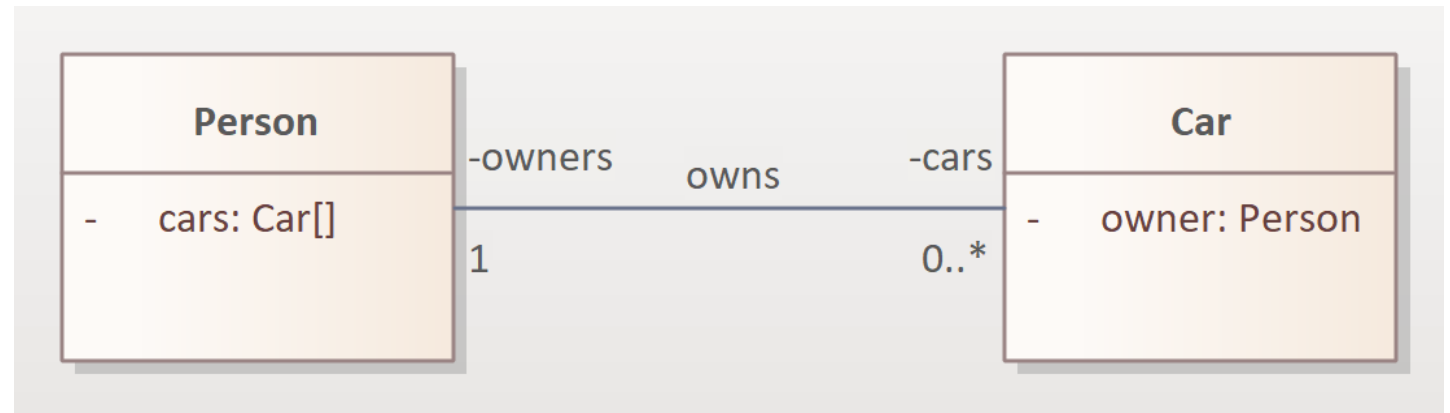 Person
- cars: Car[]
-owners
1
owns
-cars
0..*
Car
- owner: Person